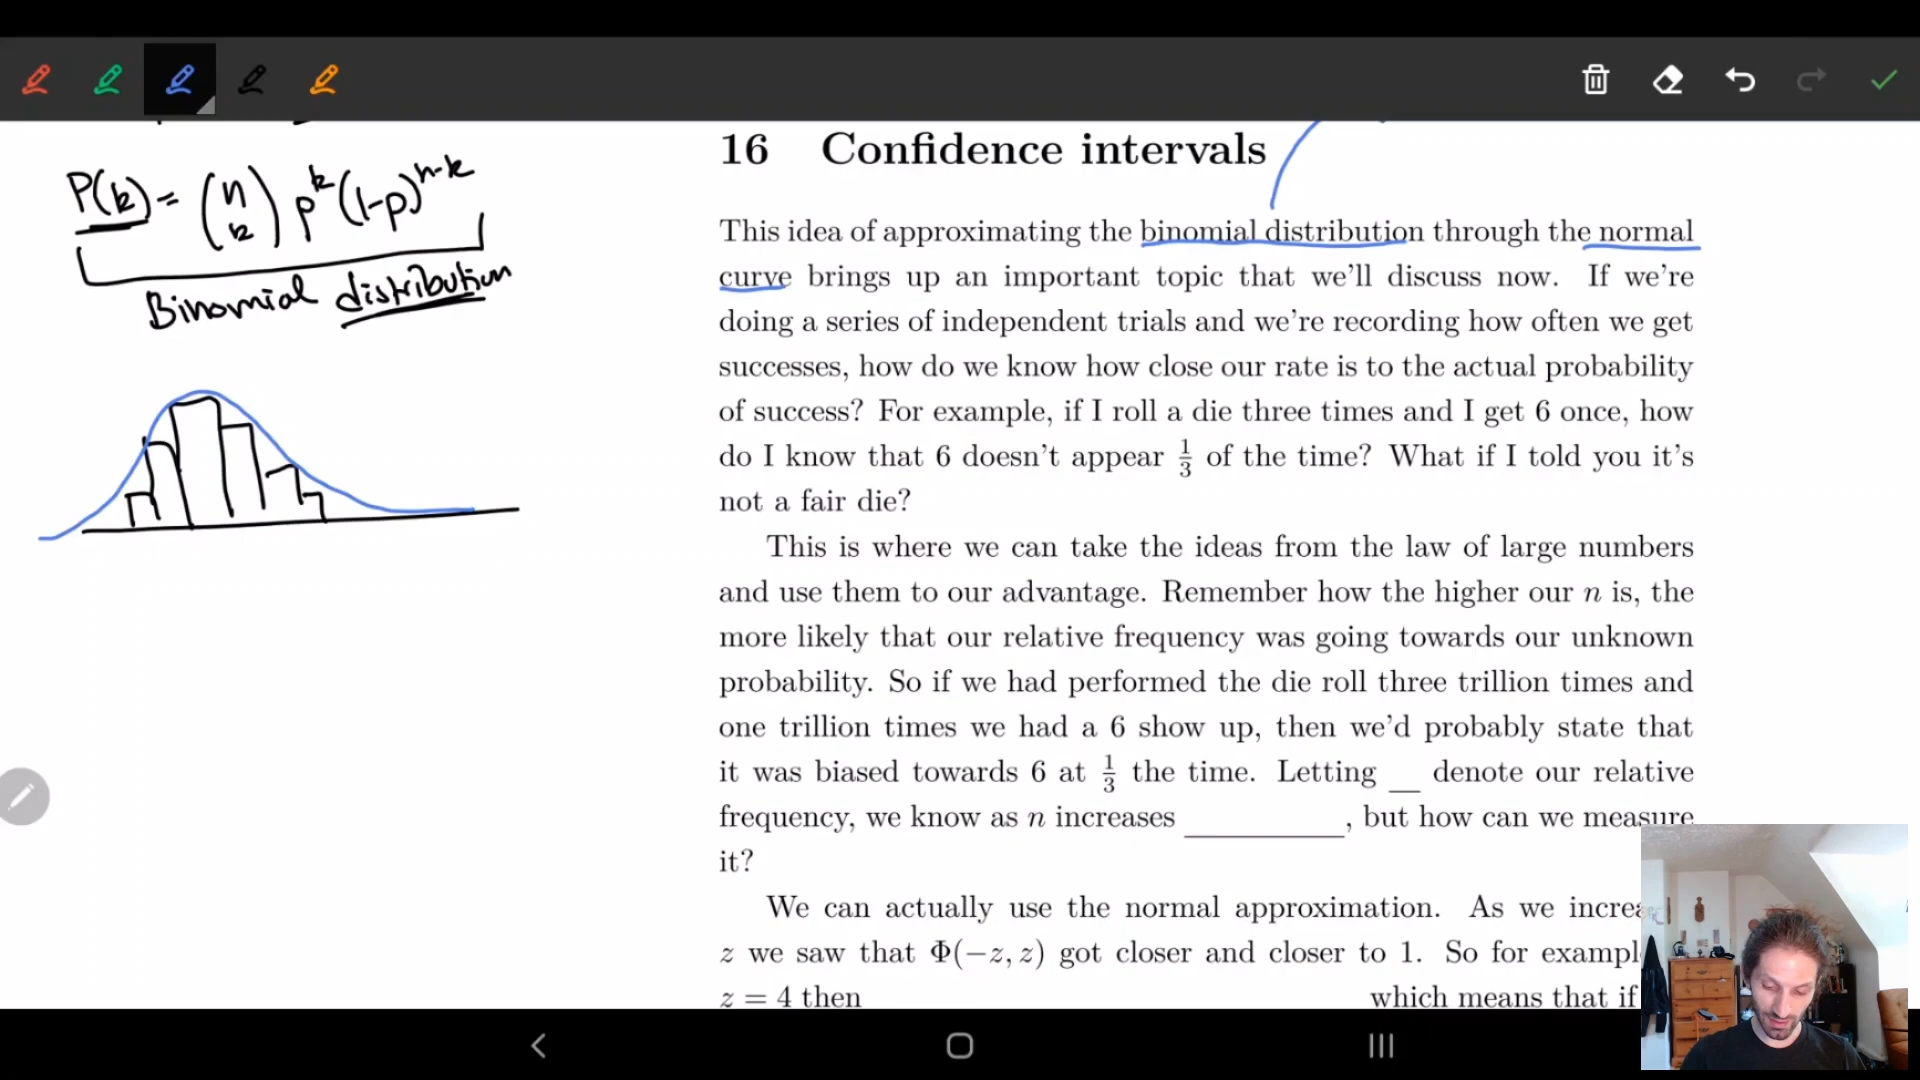 P(k) = (n k) p^k (1-p)^{n-k}
Binomial distribution
16 Confidence intervals
This idea of approximating the binomial distribution through the normal
curve brings up an important topic that we'll discuss now. If we're
doing a series of independent trials and we're recording how often we get
successes, how do we know how close our rate is to the actual probability
of success? For example, if I roll a die three times and I get 6 once, how
do I know that 6 doesn't appear 1/3 of the time? What if I told you it's
not a fair die?
This is where we can take the ideas from the law of large numbers
and use them to our advantage. Remember how the higher our n is, the
more likely that our relative frequency was going towards our unknown
probability. So if we had performed the die roll three trillion times and
one trillion times we had a 6 show up, then we'd probably state that
it was biased towards 6 at 1/3 the time. Letting __ denote our relative
frequency, we know as n increases __________, but how can we measure
it?
We can actually use the normal approximation. As we
z we saw that Φ(−z, z) got closer and closer to 1. So for
z = 4 then which means that if